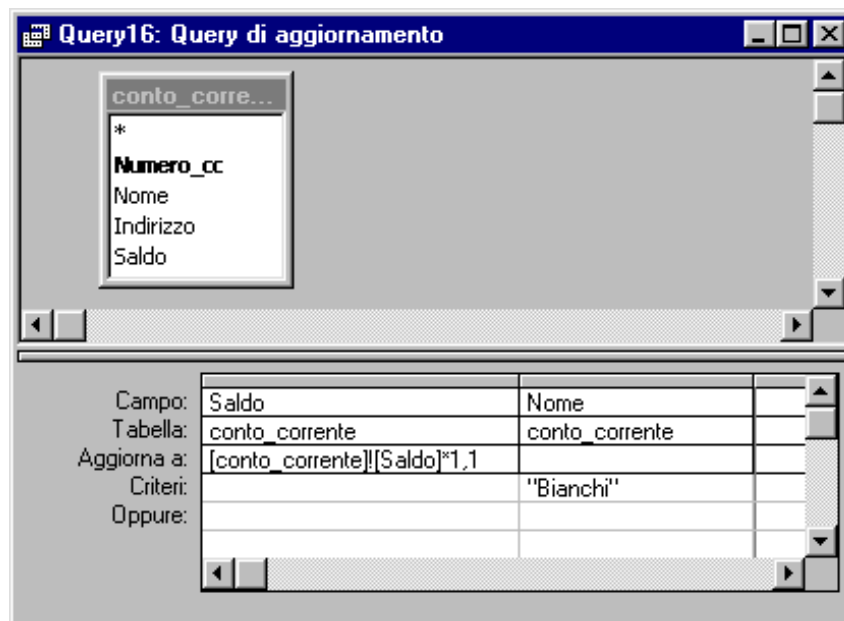 Query16: Query di aggiornamento
conto_corre...
*
Numero_cc
Nome
Indirizzo
Saldo
Campo: Saldo Nome
Tabella: conto_corrente conto_corrente
Aggiorna a: [conto_corrente]![Saldo]*1,1
Criteri: "Bianchi"
Oppure: